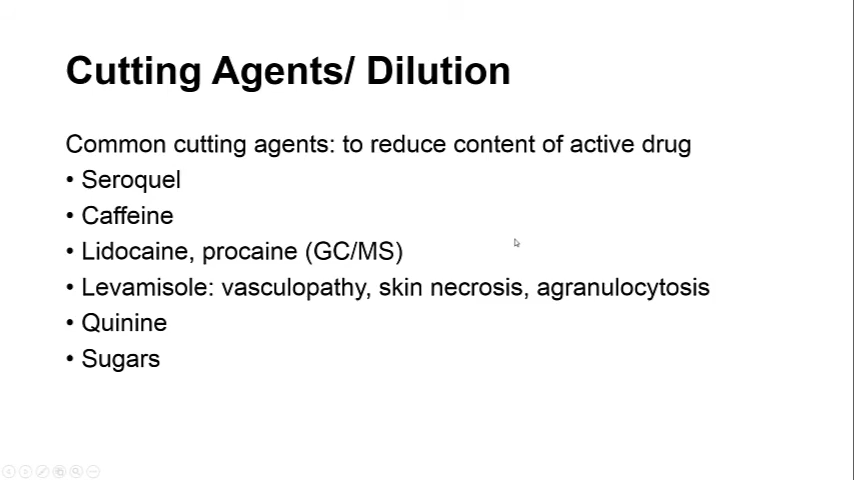 Cutting Agents/ Dilution
Common cutting agents: to reduce content of active drug
• Seroquel
• Caffeine
• Lidocaine, procaine (GC/MS)
• Levamisole: vasculopathy, skin necrosis, agranulocytosis
• Quinine
• Sugars